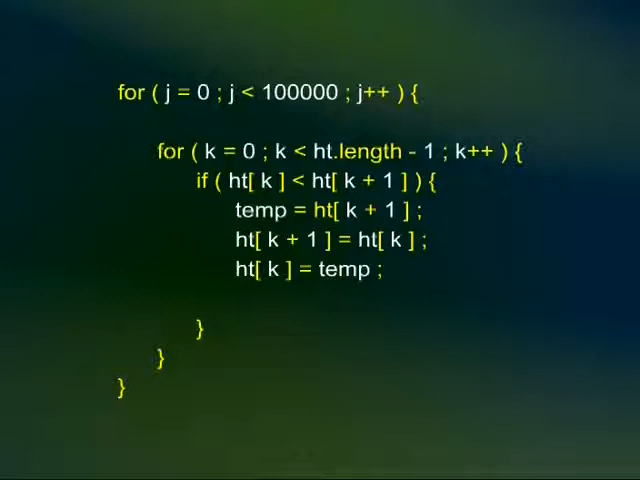 for ( j = 0 ; j < 100000 ; j++ ) {
for ( k = 0 ; k < ht.length - 1 ; k++ ) {
if ( ht[ k ] < ht[ k + 1 ] ) {
temp = ht[ k + 1 ] ;
ht[ k + 1 ] = ht[ k ] ;
ht[ k ] = temp ;
}
}
}